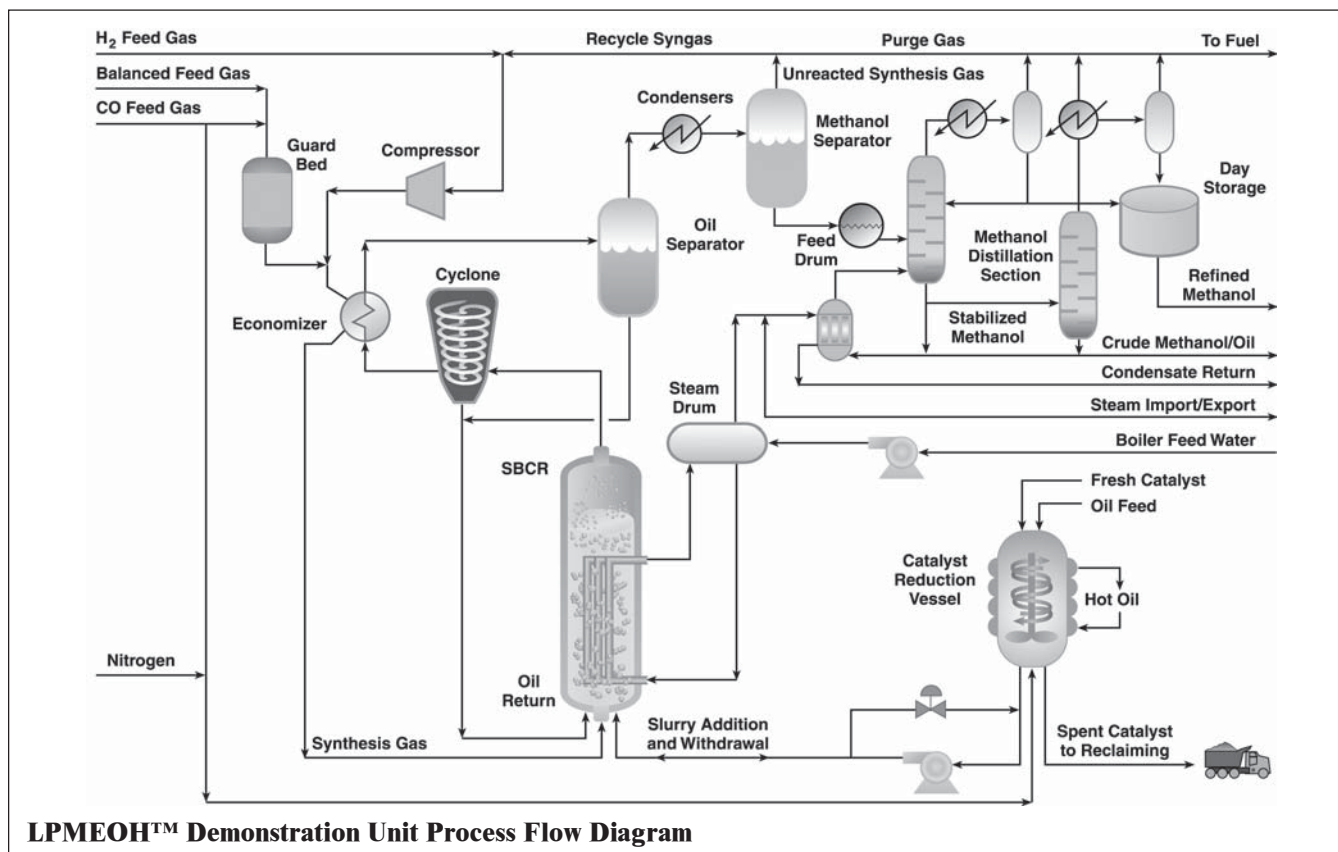 H2 Feed Gas
Recycle Syngas
Purge Gas
To Fuel
Balanced Feed Gas
Unreacted Synthesis Gas
CO Feed Gas
Condensers
Guard
Bed
Compressor
Methanol
Separator
Day
Storage
Oil
Separator
Feed
Drum
Methanol
Distillation
Section
Cyclone
Refined
Methanol
Economizer
Stabilized
Methanol
Crude Methanol/Oil
Condensate Return
Steam
Drum
Steam Import/Export
Boiler Feed Water
SBCR
Fresh Catalyst
Oil Feed
Catalyst
Reduction
Vessel
Hot Oil
Nitrogen
Oil
Return
Slurry Addition
and Withdrawal
Synthesis Gas
Spent Catalyst
to Reclaiming
LPMEOH™ Demonstration Unit Process Flow Diagram